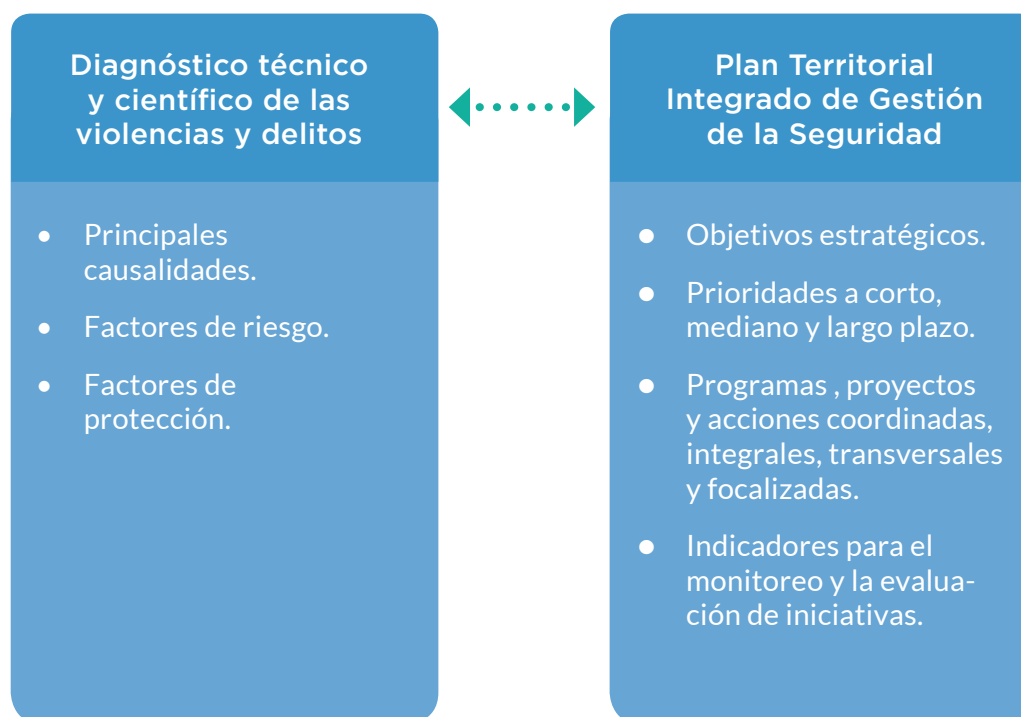 Diagnóstico técnico
y científico de las
violencias y delitos
• Principales
causalidades.
• Factores de riesgo.
• Factores de
protección.
Plan Territorial
Integrado de Gestión
de la Seguridad
• Objetivos estratégicos.
• Prioridades a corto,
mediano y largo plazo.
• Programas , proyectos
y acciones coordinadas,
integrales, transversales
y focalizadas.
• Indicadores para el
monitoreo y la evalua-
ción de iniciativas.